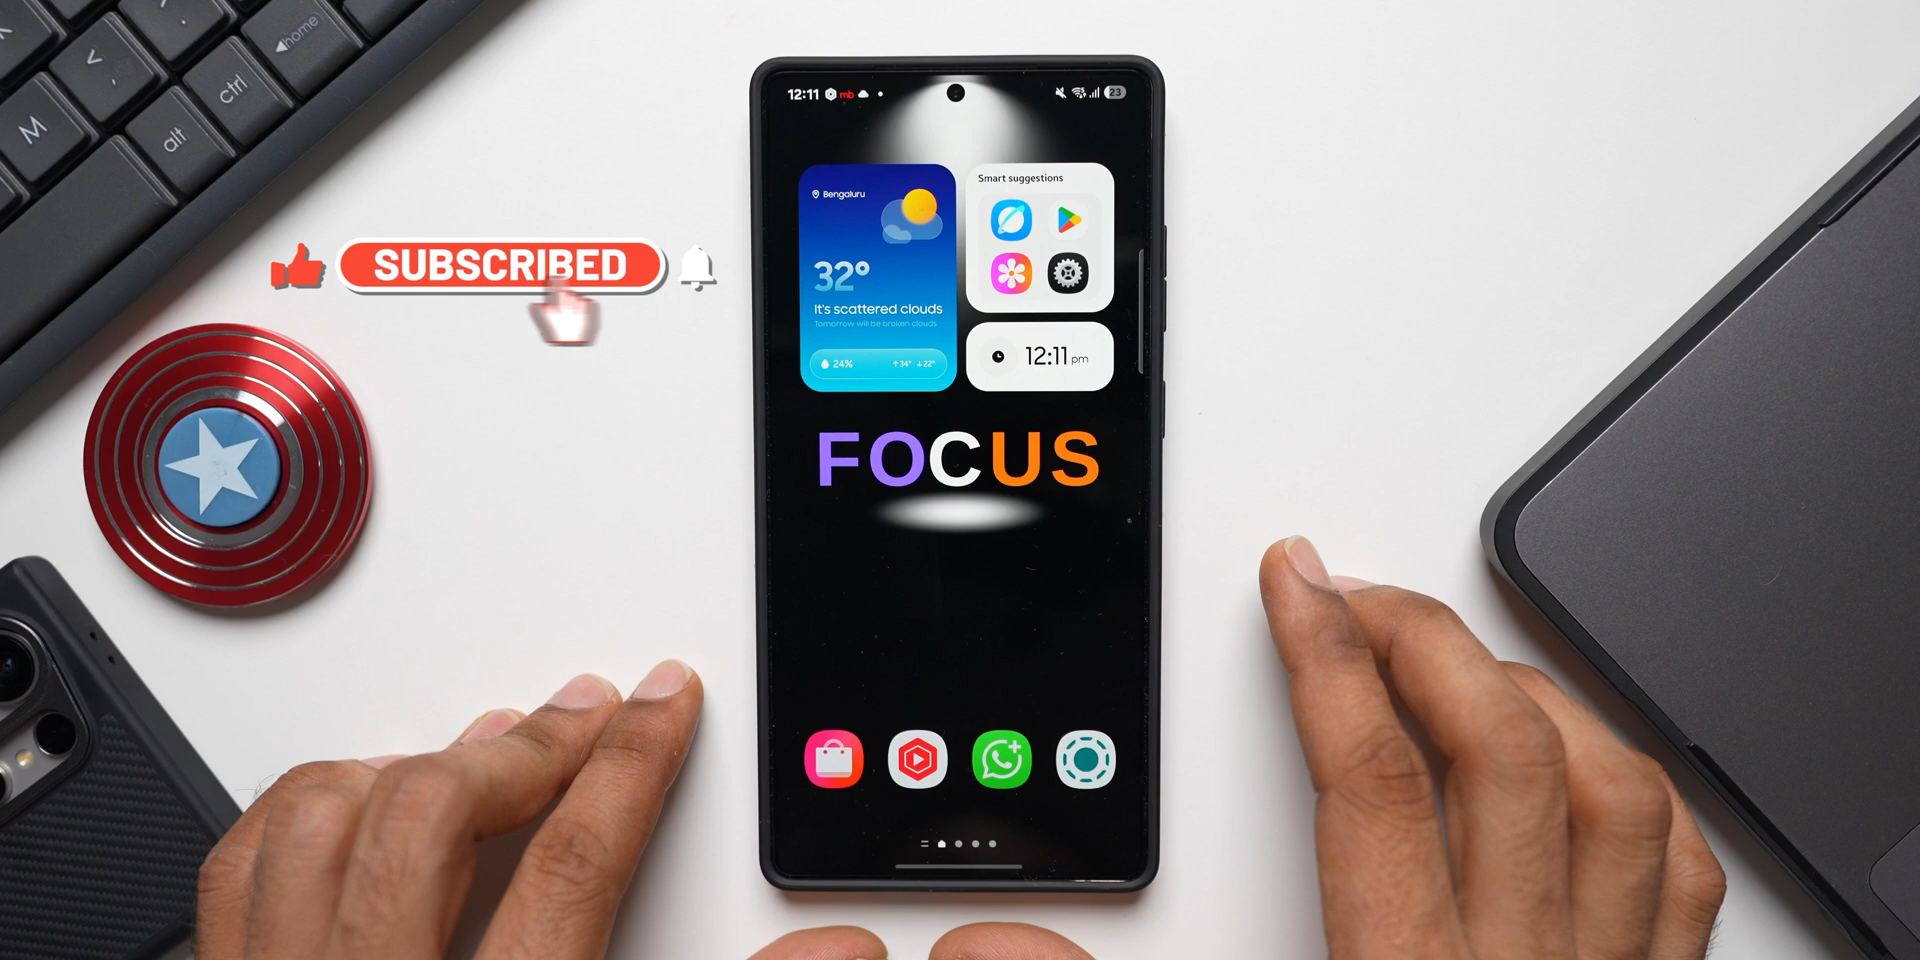 home
ctrl
alt
M
12:11 mb
23
Bengaluru
32°
It's scattered clouds
Tomorrow will be broken clouds
24% ↑34° ↓22°
Smart suggestions
12:11 pm
SUBSCRIBED
FOCUS